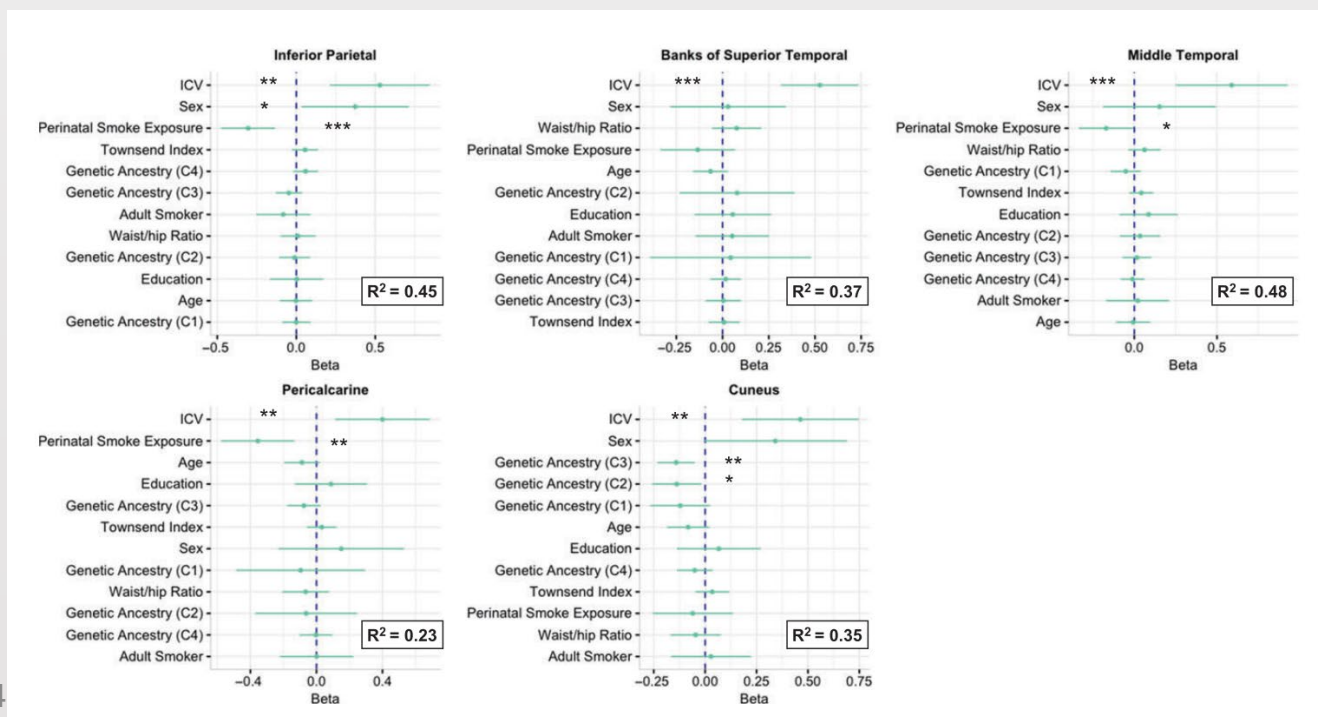 Inferior Parietal
ICV
**
Sex
*
Perinatal Smoke Exposure
***
Townsend Index
Genetic Ancestry (C4)
Genetic Ancestry (C3)
Adult Smoker
Waist/hip Ratio
Genetic Ancestry (C2)
Education
Age
Genetic Ancestry (C1)
R² = 0.45
−0.5 0.0 0.5
Beta
Banks of Superior Temporal
ICV
***
Sex
Waist/hip Ratio
Perinatal Smoke Exposure
Age
Genetic Ancestry (C2)
Education
Adult Smoker
Genetic Ancestry (C1)
Genetic Ancestry (C4)
Genetic Ancestry (C3)
Townsend Index
R² = 0.37
−0.25 0.00 0.25 0.50 0.75
Beta
Middle Temporal
ICV
***
Sex
Perinatal Smoke Exposure
*
Waist/hip Ratio
Genetic Ancestry (C1)
Townsend Index
Education
Genetic Ancestry (C2)
Genetic Ancestry (C3)
Genetic Ancestry (C4)
Adult Smoker
Age
R² = 0.48
0.0 0.5
Beta
Pericalcarine
ICV
**
Perinatal Smoke Exposure
**
Age
Education
Genetic Ancestry (C3)
Townsend Index
Sex
Genetic Ancestry (C1)
Waist/hip Ratio
Genetic Ancestry (C2)
Genetic Ancestry (C4)
Adult Smoker
R² = 0.23
−0.4 0.0 0.4
Beta
Cuneus
ICV
**
Sex
Genetic Ancestry (C3)
**
Genetic Ancestry (C2)
*
Genetic Ancestry (C1)
Age
Education
Genetic Ancestry (C4)
Townsend Index
Perinatal Smoke Exposure
Waist/hip Ratio
Adult Smoker
R² = 0.35
−0.25 0.00 0.25 0.50 0.75
Beta